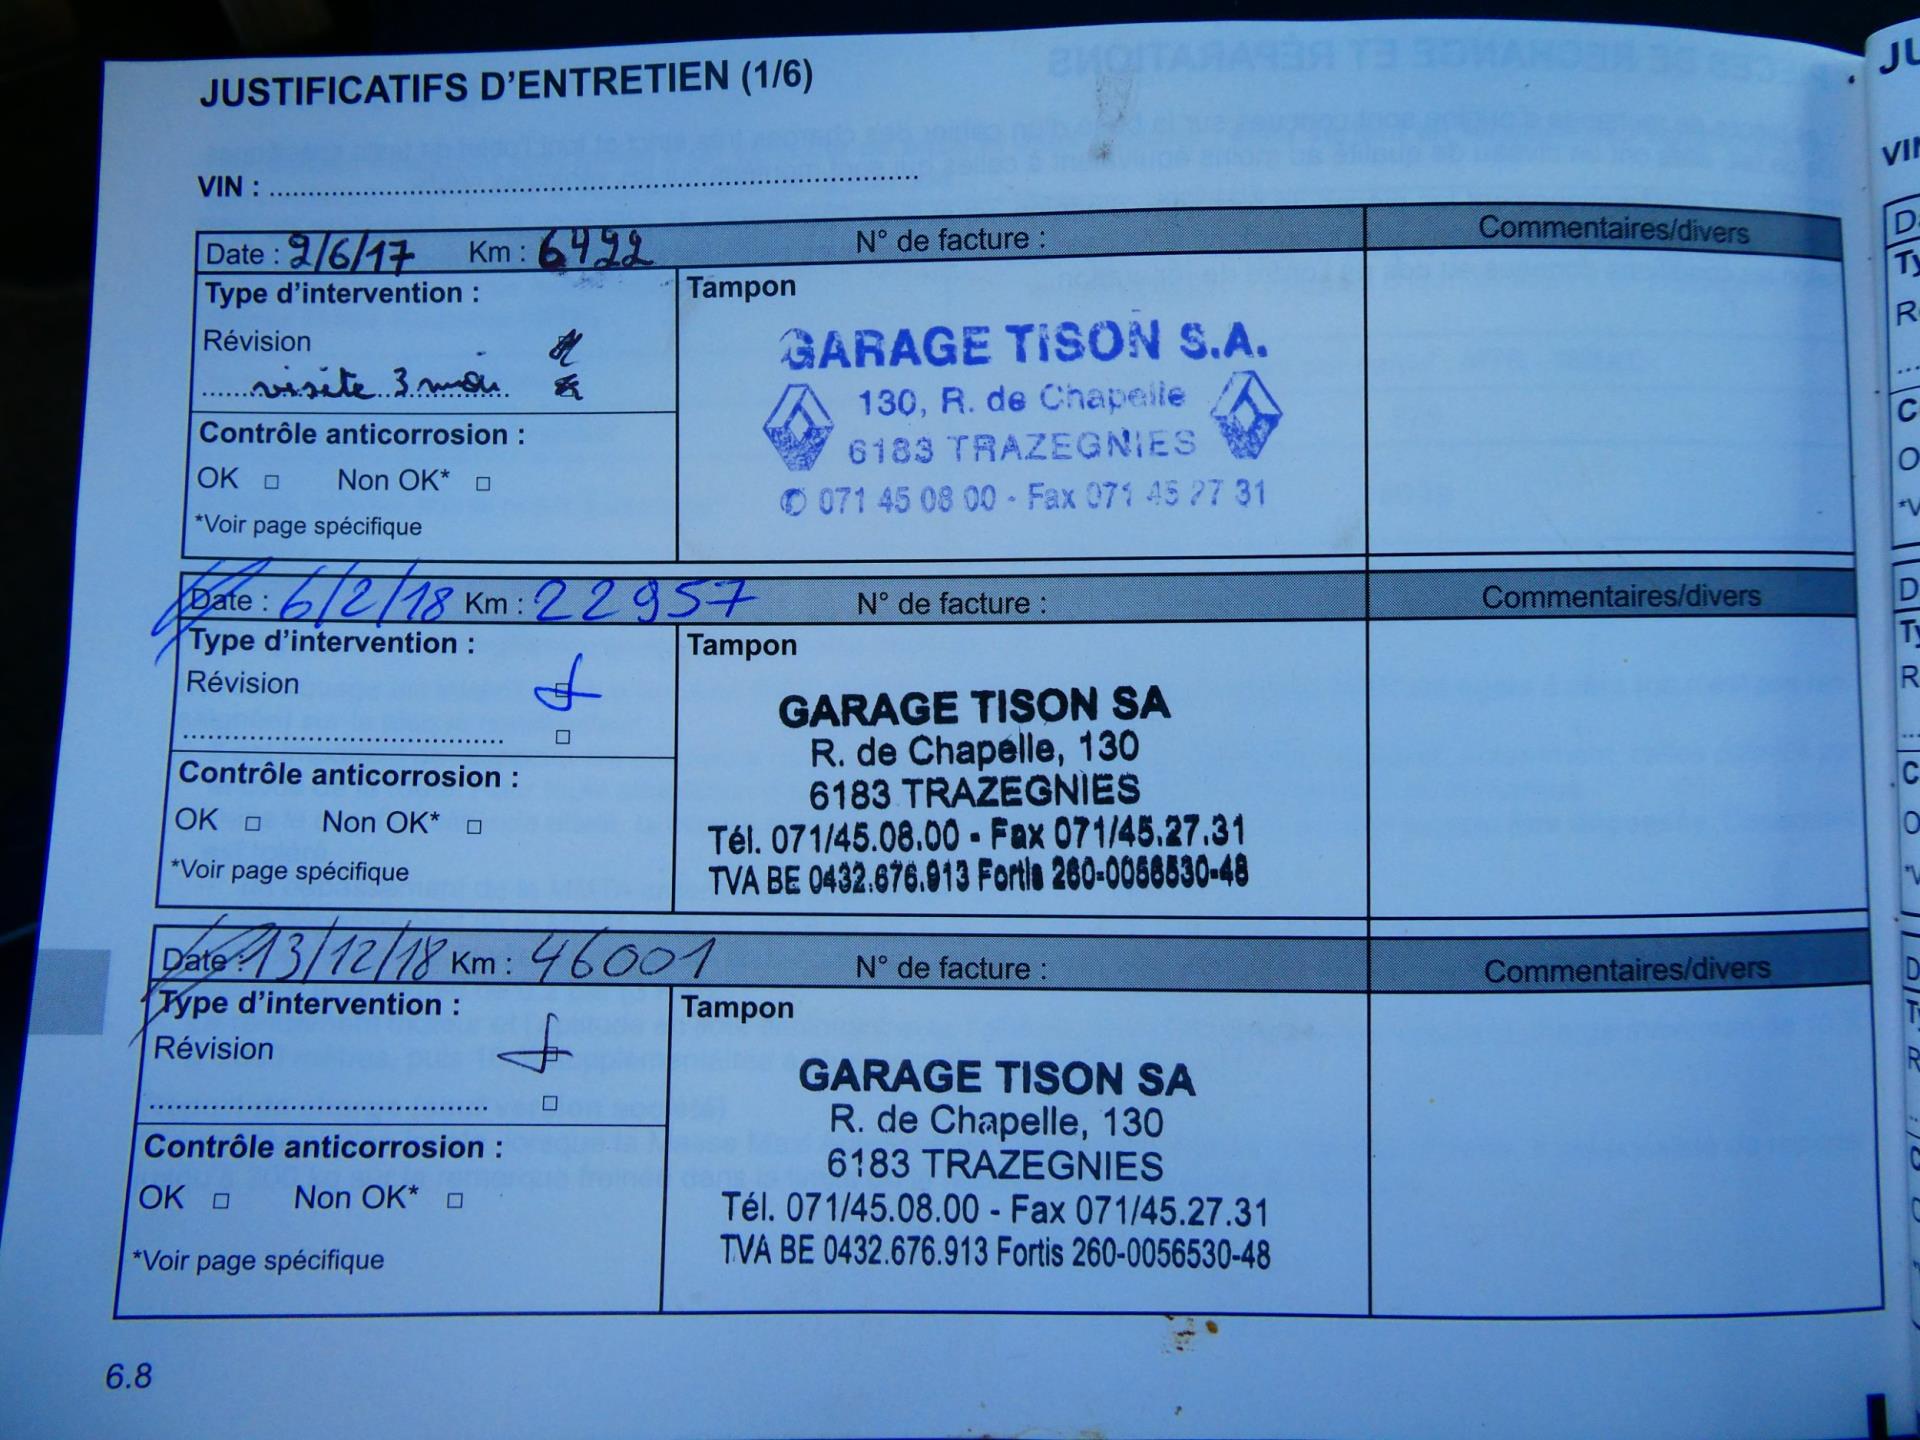 JUSTIFICATIFS D'ENTRETIEN (1/6)
VIN : ................................................................
Date : 2/6/17 Km : 6422 N° de facture : Commentaires/divers
Type d'intervention : Tampon
Révision
visite 3 mois
Contrôle anticorrosion :
OK □ Non OK* □
*Voir page spécifique
GARAGE TISON S.A.
130, R. de Chapelle
6183 TRAZEGNIES
✆ 071 45 08 00 - Fax 071 45 27 31
Date : 6/2/18 Km : 22957 N° de facture : Commentaires/divers
Type d'intervention : Tampon
Révision
........................................ □
Contrôle anticorrosion :
OK □ Non OK* □
*Voir page spécifique
GARAGE TISON SA
R. de Chapelle, 130
6183 TRAZEGNIES
Tél. 071/45.08.00 - Fax 071/45.27.31
TVA BE 0432.676.913 Fortis 260-0056530-48
Date : 13/12/18 Km : 46001 N° de facture : Commentaires/divers
Type d'intervention : Tampon
Révision
........................................ □
Contrôle anticorrosion :
OK □ Non OK* □
*Voir page spécifique
GARAGE TISON SA
R. de Chapelle, 130
6183 TRAZEGNIES
Tél. 071/45.08.00 - Fax 071/45.27.31
TVA BE 0432.676.913 Fortis 260-0056530-48
6.8